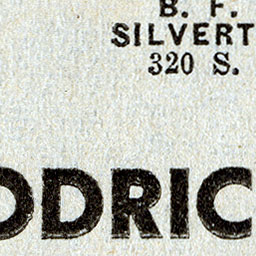 B. F.
SILVERT
320 S.
ODRIC